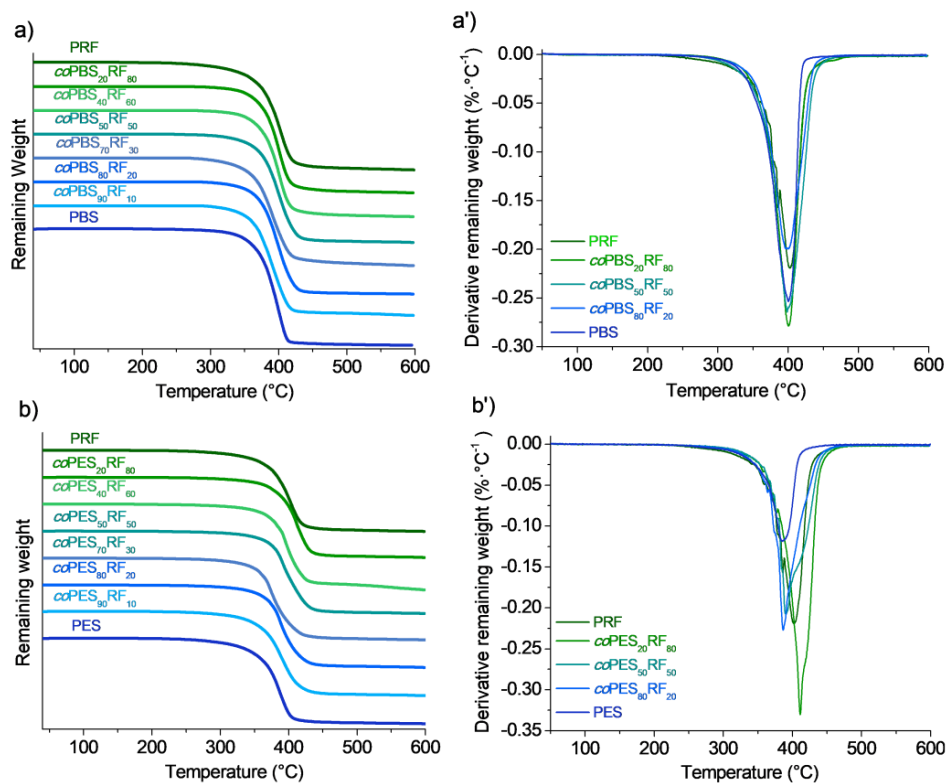 a)
PRF
coPBS20RF80
coPBS40RF60
coPBS50RF50
coPBS70RF30
coPBS80RF20
coPBS90RF10
PBS
Remaining Weight
100 200 300 400 500 600
Temperature (°C)
a')
0.00
-0.05
-0.10
-0.15
-0.20
-0.25
-0.30
Derivative remaining weight (%·°C-1)
PRF
coPBS20RF80
coPBS50RF50
coPBS80RF20
PBS
100 200 300 400 500 600
Temperature (°C)
b)
PRF
coPES20RF80
coPES40RF60
coPES50RF50
coPES70RF30
coPES80RF20
coPES90RF10
PES
Remaining weight
100 200 300 400 500 600
Temperature (°C)
b')
0.00
-0.05
-0.10
-0.15
-0.20
-0.25
-0.30
-0.35
Derivative remaining weight (%·°C-1)
PRF
coPES20RF80
coPES50RF50
coPES80RF20
PES
100 200 300 400 500 600
Temperature (°C)